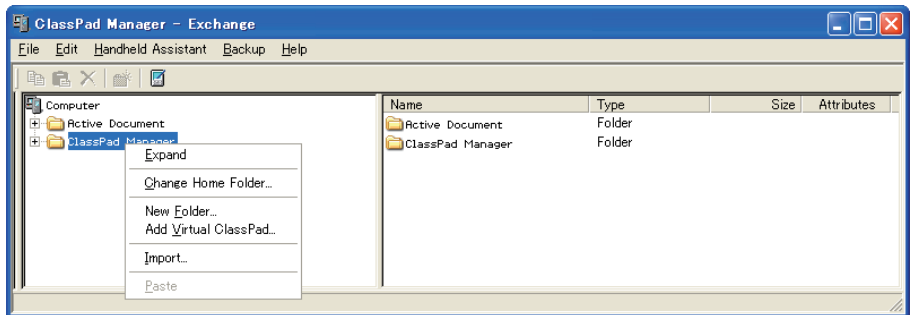 ClassPad Manager - Exchange
File Edit Handheld Assistant Backup Help
Computer
Active Document
ClassPad Manager
Expand
Change Home Folder...
New Folder...
Add Virtual ClassPad...
Import...
Paste
Name Type Size Attributes
Active Document Folder
ClassPad Manager Folder